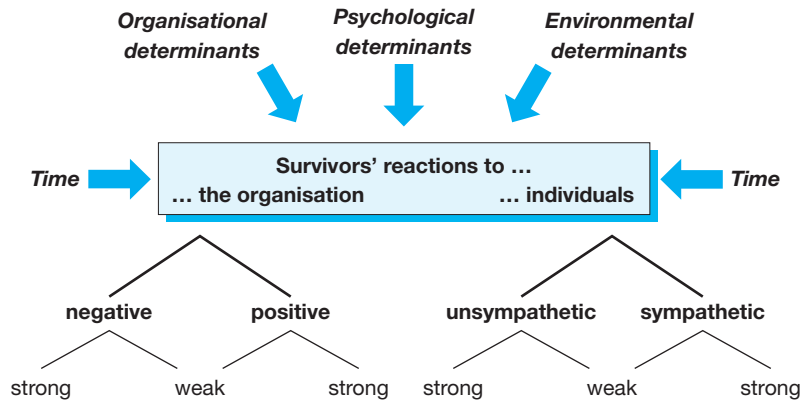 Organisational Psychological Environmental
determinants determinants determinants
Time Survivors’ reactions to … Time
… the organisation … individuals
negative positive unsympathetic sympathetic
strong weak strong strong weak strong